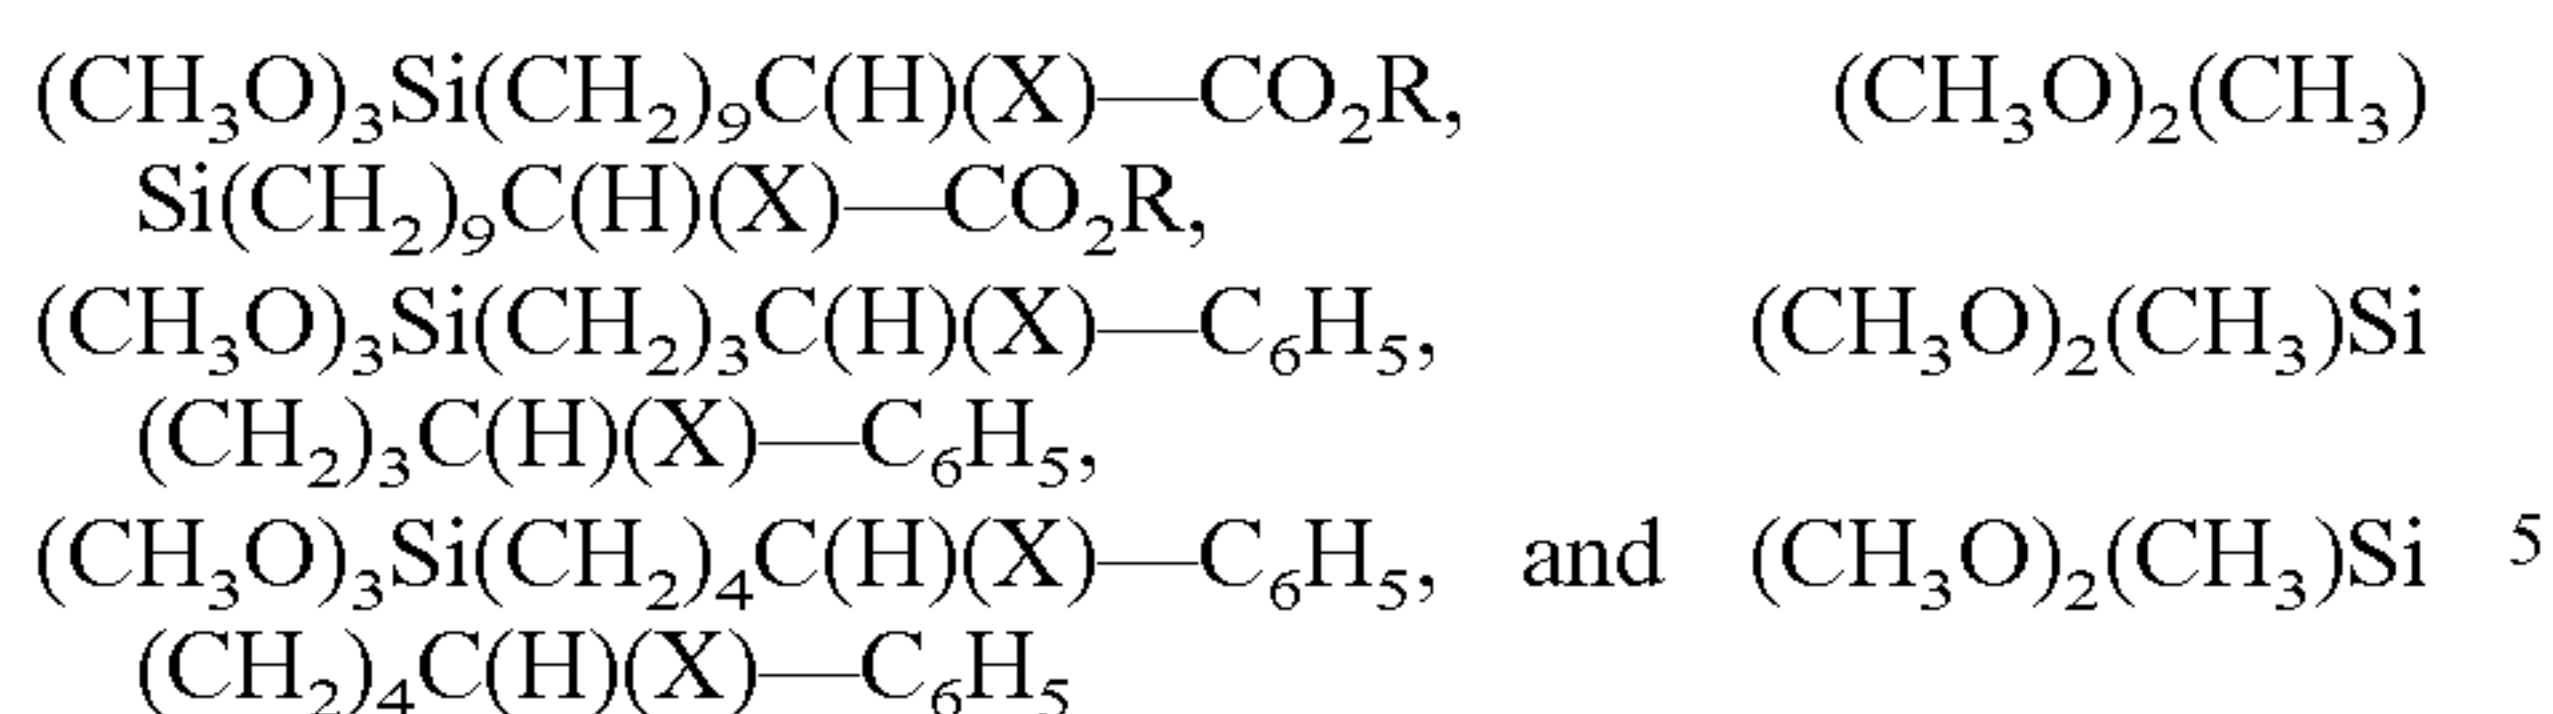 (CH₃O)₃Si(CH₂)₉C(H)(X)—CO₂R, (CH₃O)₂(CH₃)
Si(CH₂)₉C(H)(X)—CO₂R,
(CH₃O)₃Si(CH₂)₃C(H)(X)—C₆H₅, (CH₃O)₂(CH₃)Si
(CH₂)₃C(H)(X)—C₆H₅,
(CH₃O)₃Si(CH₂)₄C(H)(X)—C₆H₅, and (CH₃O)₂(CH₃)Si 5
(CH₂)₄C(H)(X)—C₆H₅